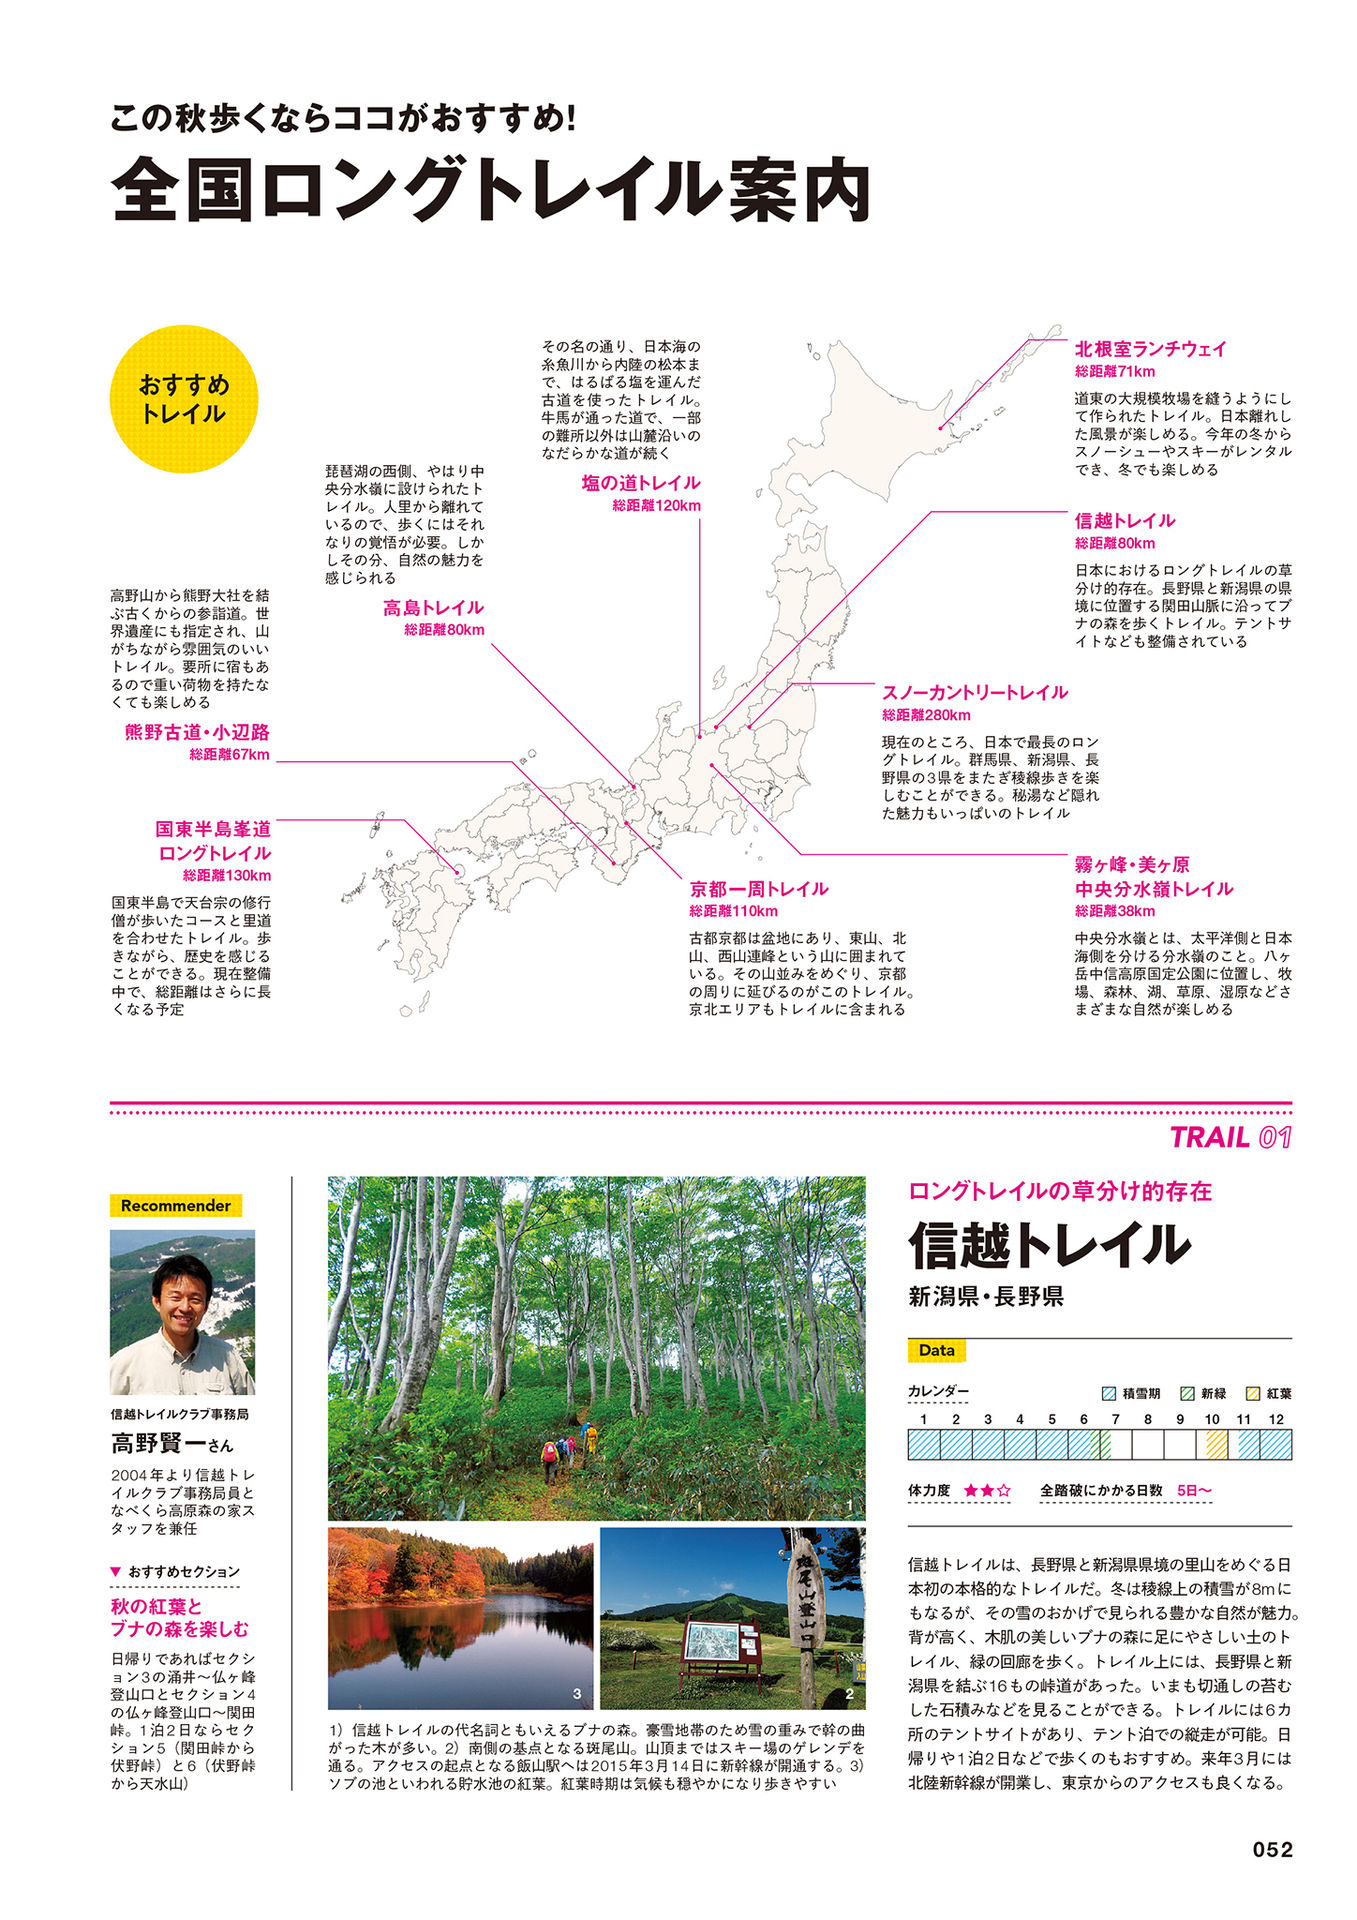 この秋歩くならココがおすすめ!
全国ロングトレイル案内
おすすめ
トレイル
その名の通り、日本海の
糸魚川から内陸の松本ま
で、はるばる塩を運んだ
古道を使ったトレイル。
牛馬が通った道で、一部
の難所以外は山麓沿いの
なだらかな道が続く
塩の道トレイル
総距離120km
琵琶湖の西側、やはり中
央分水嶺に設けられたト
レイル。人里から離れて
いるので、歩くにはそれ
なりの覚悟が必要。しか
しその分、自然の魅力を
感じられる
高島トレイル
総距離80km
高野山から熊野大社を結
ぶ古くからの参詣道。世
界遺産にも指定され、山
がちながら雰囲気のいい
トレイル。要所に宿もあ
るので重い荷物を持たな
くても楽しめる
熊野古道・小辺路
総距離67km
国東半島峯道
ロングトレイル
総距離130km
国東半島で天台宗の修行
僧が歩いたコースと里道
を合わせたトレイル。歩
きながら、歴史を感じる
ことができる。現在整備
中で、総距離はさらに長
くなる予定
北根室ランチウェイ
総距離71km
道東の大規模牧場を縫うようにし
て作られたトレイル。日本離れし
た風景が楽しめる。今年の冬から
スノーシューやスキーがレンタル
でき、冬でも楽しめる
信越トレイル
総距離80km
日本におけるロングトレイルの草
分け的存在。長野県と新潟県の県
境に位置する関田山脈に沿ってブ
ナの森を歩くトレイル。テントサ
イトなども整備されている
スノーカントリートレイル
総距離280km
現在のところ、日本で最長のロン
グトレイル。群馬県、新潟県、長
野県の3県をまたぎ稜線歩きを楽
しむことができる。秘湯など隠れ
た魅力もいっぱいのトレイル
京都一周トレイル
総距離110km
古都京都は盆地にあり、東山、北
山、西山連峰という山に囲まれて
いる。その山並みをめぐり、京都
の周りに延びるのがこのトレイル。
京北エリアもトレイルに含まれる
霧ヶ峰・美ヶ原
中央分水嶺トレイル
総距離38km
中央分水嶺とは、太平洋側と日本
海側を分ける分水嶺のこと。八ヶ
岳中信高原国定公園に位置し、牧
場、森林、湖、草原、湿原などさ
まざまな自然が楽しめる
TRAIL 01
Recommender
信越トレイルクラブ事務局
高野賢一さん
2004年より信越トレ
イルクラブ事務局員と
なべくら高原森の家ス
タッフを兼任
▼ おすすめセクション
秋の紅葉と
ブナの森を楽しむ
日帰りであればセクシ
ョン3の涌井〜仏ヶ峰
登山口とセクション4
の仏ヶ峰登山口〜関田
峠。1泊2日ならセク
ション5（関田峠から
伏野峠）と6（伏野峠
から天水山）
1
3
斑尾山登山口
2
1）信越トレイルの代名詞ともいえるブナの森。豪雪地帯のため雪の重みで幹の曲
がった木が多い。2）南側の基点となる斑尾山。山頂まではスキー場のゲレンデを
通る。アクセスの起点となる飯山駅へは2015年3月14日に新幹線が開通する。3）
ソブの池といわれる貯水池の紅葉。紅葉時期は気候も穏やかになり歩きやすい
ロングトレイルの草分け的存在
信越トレイル
新潟県・長野県
Data
カレンダー 積雪期 新緑 紅葉
1 2 3 4 5 6 7 8 9 10 11 12
体力度 ★★☆ 全踏破にかかる日数 5日〜
信越トレイルは、長野県と新潟県県境の里山をめぐる日
本初の本格的なトレイルだ。冬は稜線上の積雪が8mに
もなるが、その雪のおかげで見られる豊かな自然が魅力。
背が高く、木肌の美しいブナの森に足にやさしい土のト
レイル、緑の回廊を歩く。トレイル上には、長野県と新
潟県を結ぶ16もの峠道があった。いまも切通しの苔む
した石積みなどを見ることができる。トレイルには6カ
所のテントサイトがあり、テント泊での縦走が可能。日
帰りや1泊2日などで歩くのもおすすめ。来年3月には
北陸新幹線が開業し、東京からのアクセスも良くなる。
052